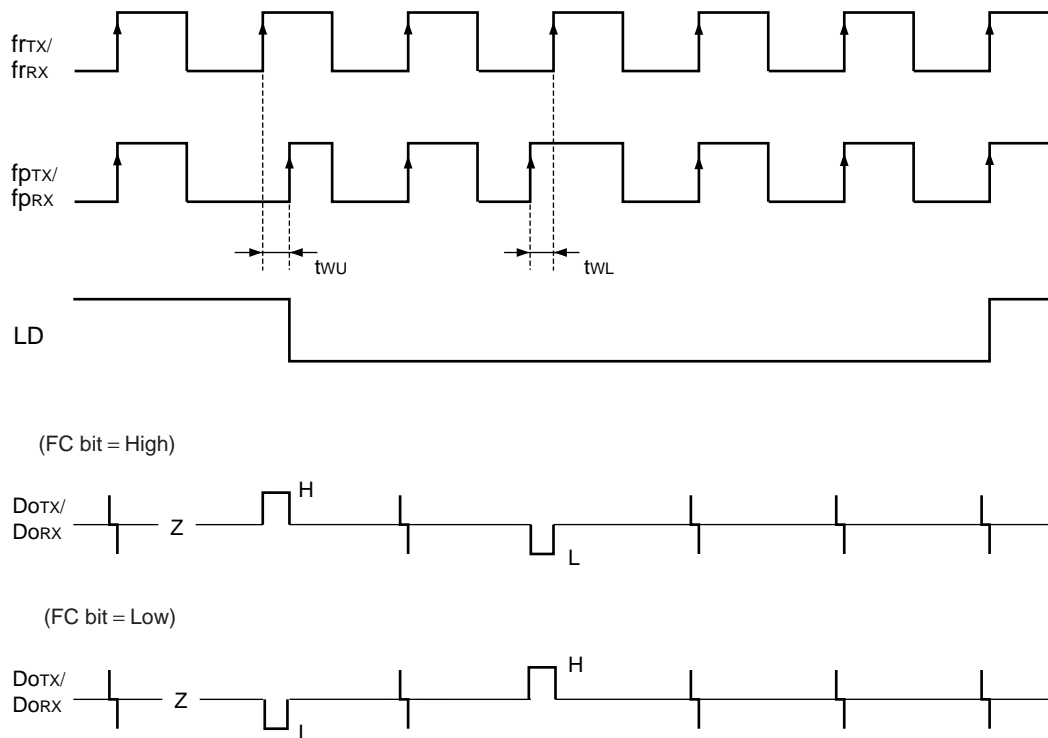 frTX/
frRX
fpTX/
fpRX
tWU
tWL
LD
(FC bit = High)
DoTX/
DoRX
Z
H
L
(FC bit = Low)
DoTX/
DoRX
Z
H